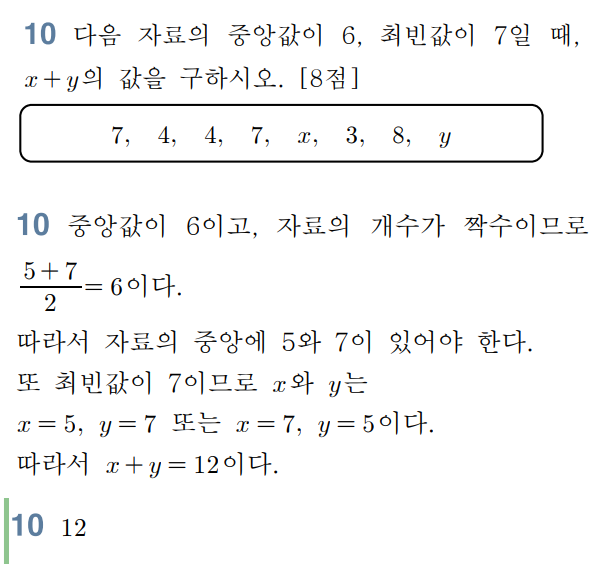 10 다음 자료의 중앙값이 6, 최빈값이 7일 때,
x+y의 값을 구하시오. [8점]
7, 4, 4, 7, x, 3, 8, y
10 중앙값이 6이고, 자료의 개수가 짝수이므로
\frac{5+7}{2}=6이다.
따라서 자료의 중앙에 5와 7이 있어야 한다.
또 최빈값이 7이므로 x와 y는
x=5, y=7 또는 x=7, y=5이다.
따라서 x+y=12이다.
10 12